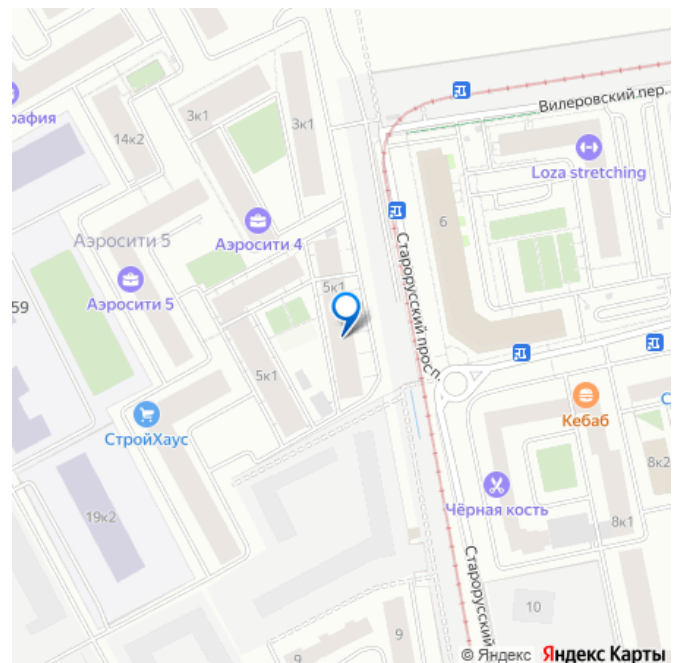 Вилеровский пер.
рафия
3к1
3к1
14к2
Loza stretching
6
Аэросити 5
Аэросити 4
Старорусский просп.
5к1
59
Аэросити 5
5к1
Кебаб
СтройХаус
С
8к2
Чёрная кость
19к2
8к1
Старорусский
10
9
9
© Яндекс Яндекс Карты